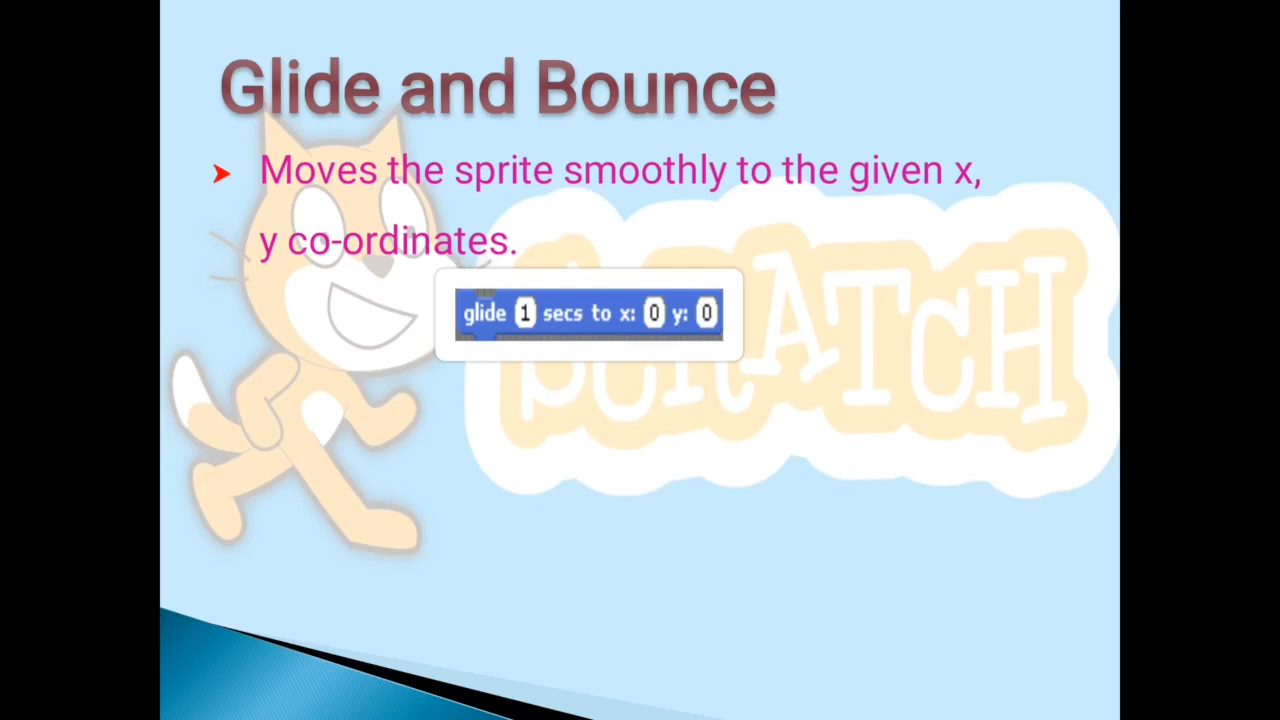 Glide and Bounce
Moves the sprite smoothly to the given x,
y co-ordinates.
glide 1 secs to x: 0 y: 0
SCRATCH